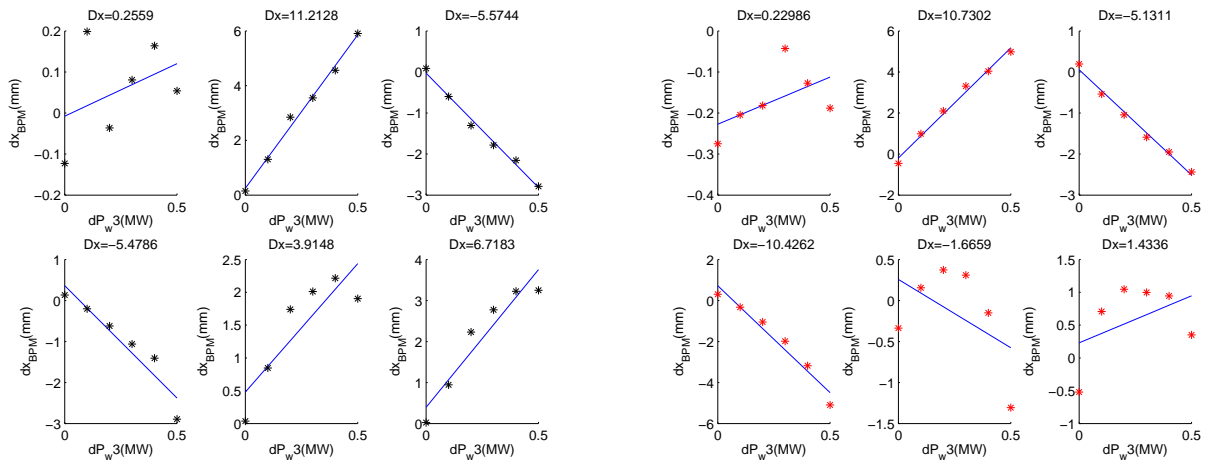 Dx=0.2559
0.2
0.1
0
−0.1
−0.2
dx_BPM(mm)
0
0.5
dP_w3(MW)
Dx=11.2128
6
4
2
0
dx_BPM(mm)
0
0.5
dP_w3(MW)
Dx=−5.5744
1
0
−1
−2
−3
dx_BPM(mm)
0
0.5
dP_w3(MW)
Dx=0.22986
0
−0.1
−0.2
−0.3
−0.4
dx_BPM(mm)
0
0.5
dP_w3(MW)
Dx=10.7302
6
4
2
0
−2
dx_BPM(mm)
0
0.5
dP_w3(MW)
Dx=−5.1311
1
0
−1
−2
−3
dx_BPM(mm)
0
0.5
dP_w3(MW)
Dx=−5.4786
1
0
−1
−2
−3
dx_BPM(mm)
0
0.5
dP_w3(MW)
Dx=3.9148
2.5
2
1.5
1
0.5
0
dx_BPM(mm)
0
0.5
dP_w3(MW)
Dx=6.7183
4
3
2
1
0
dx_BPM(mm)
0
0.5
dP_w3(MW)
Dx=−10.4262
2
0
−2
−4
−6
dx_BPM(mm)
0
0.5
dP_w3(MW)
Dx=−1.6659
0.5
0
−0.5
−1
−1.5
dx_BPM(mm)
0
0.5
dP_w3(MW)
Dx=1.4336
1.5
1
0.5
0
−0.5
−1
dx_BPM(mm)
0
0.5
dP_w3(MW)